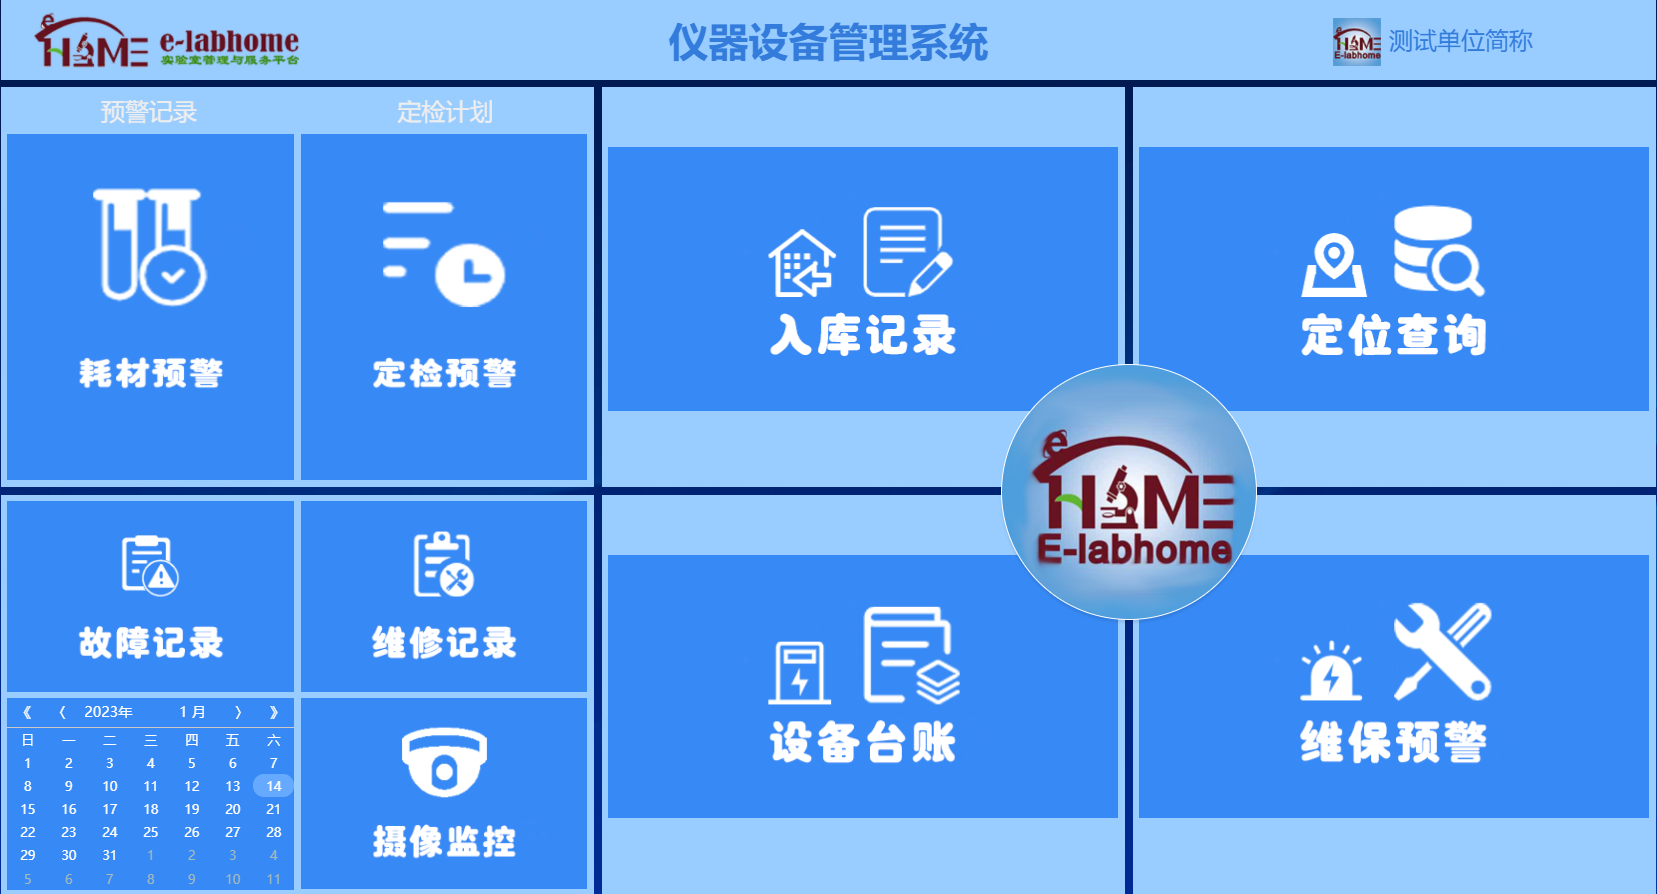 e HOME e-labhome
实验室管理与服务平台
仪器设备管理系统
e HOME
E-labhome
测试单位简称
预警记录 定检计划
耗材预警 定检预警
入库记录
定位查询
e HOME
E-labhome
故障记录 维修记录
《 〈 2023年 1 月 〉 》
日 一 二 三 四 五 六
1 2 3 4 5 6 7
8 9 10 11 12 13 14
15 16 17 18 19 20 21
22 23 24 25 26 27 28
29 30 31 1 2 3 4
5 6 7 8 9 10 11
摄像监控
设备台账
维保预警